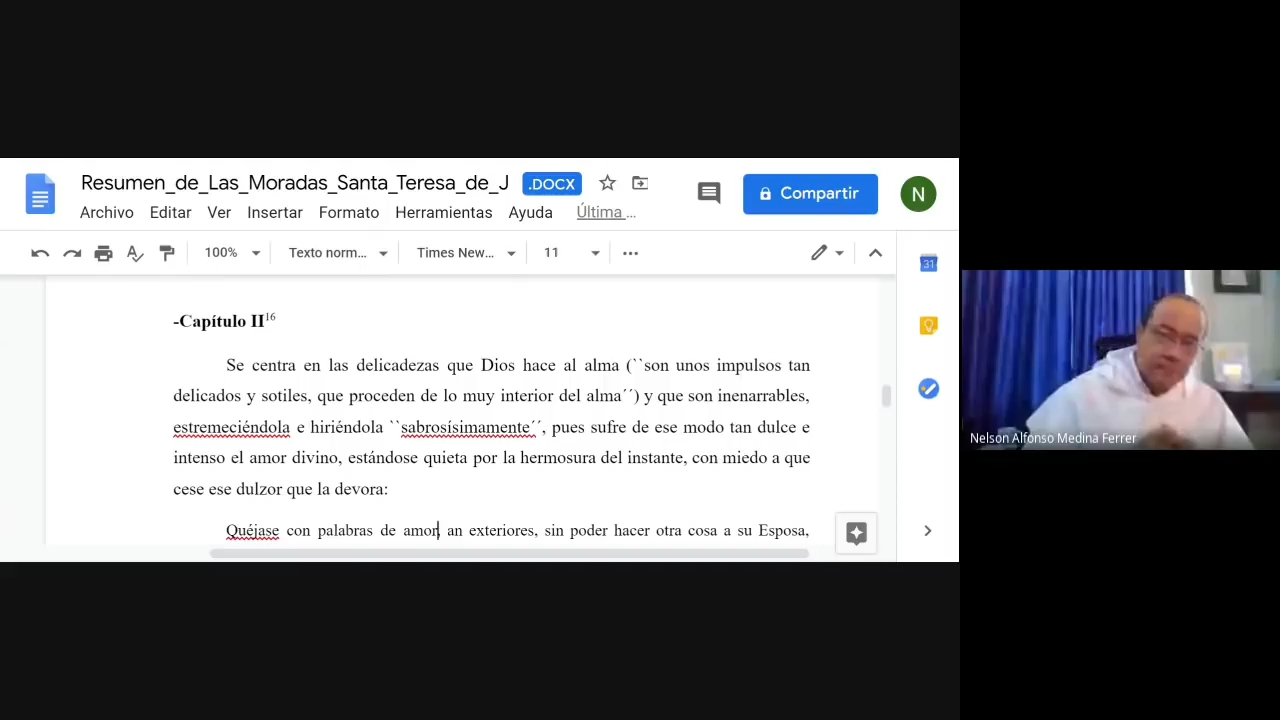 Resumen_de_Las_Moradas_Santa_Teresa_de_J .DOCX
Compartir
N
Archivo Editar Ver Insertar Formato Herramientas Ayuda Última ...
100% Texto norm... Times New... 11
31
-Capítulo II16
Se centra en las delicadezas que Dios hace al alma (``son unos impulsos tan
delicados y sotiles, que proceden de lo muy interior del alma´´) y que son inenarrables,
estremeciéndola e hiriéndola ``sabrosísimamente´´, pues sufre de ese modo tan dulce e
intenso el amor divino, estándose quieta por la hermosura del instante, con miedo a que
cese ese dulzor que la devora:
Quéjase con palabras de amor, an exteriores, sin poder hacer otra cosa a su Esposa,
Nelson Alfonso Medina Ferrer